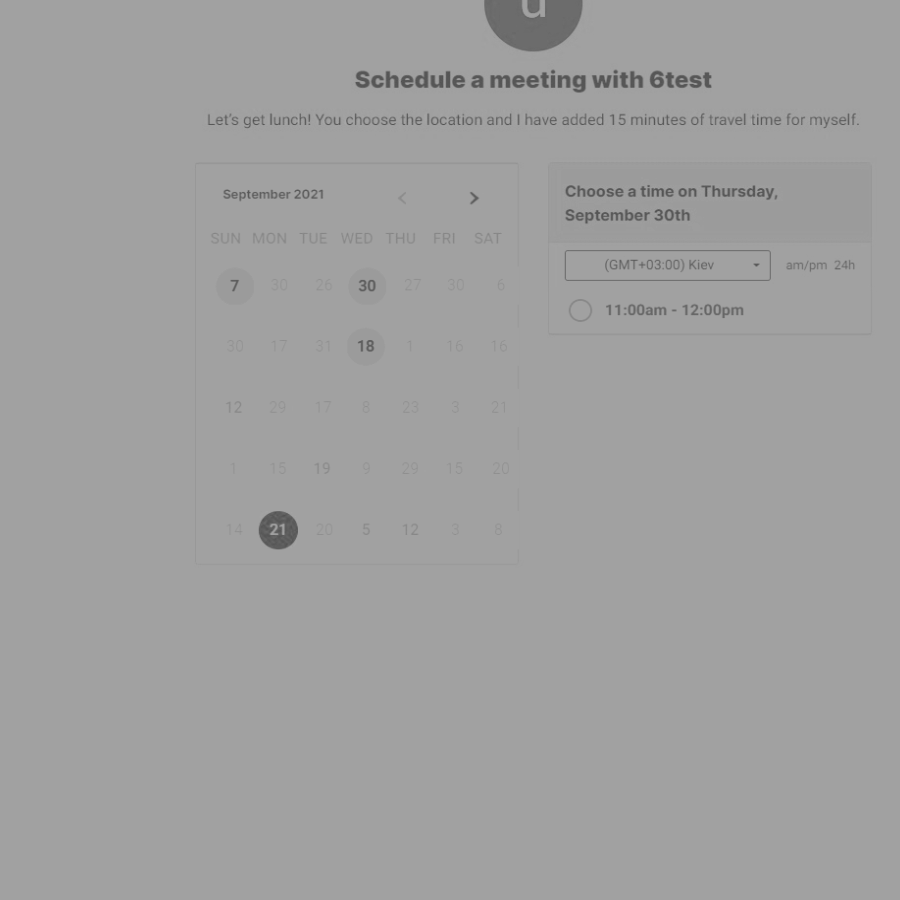 u
Schedule a meeting with 6test
Let's get lunch! You choose the location and I have added 15 minutes of travel time for myself.
September 2021
SUN MON TUE WED THU FRI SAT
7 30 26 30 27 30 6
30 17 31 18 1 16 16
12 29 17 8 23 3 21
1 15 19 9 29 15 20
14 21 20 5 12 3 8
Choose a time on Thursday,
September 30th
(GMT+03:00) Kiev am/pm 24h
11:00am - 12:00pm